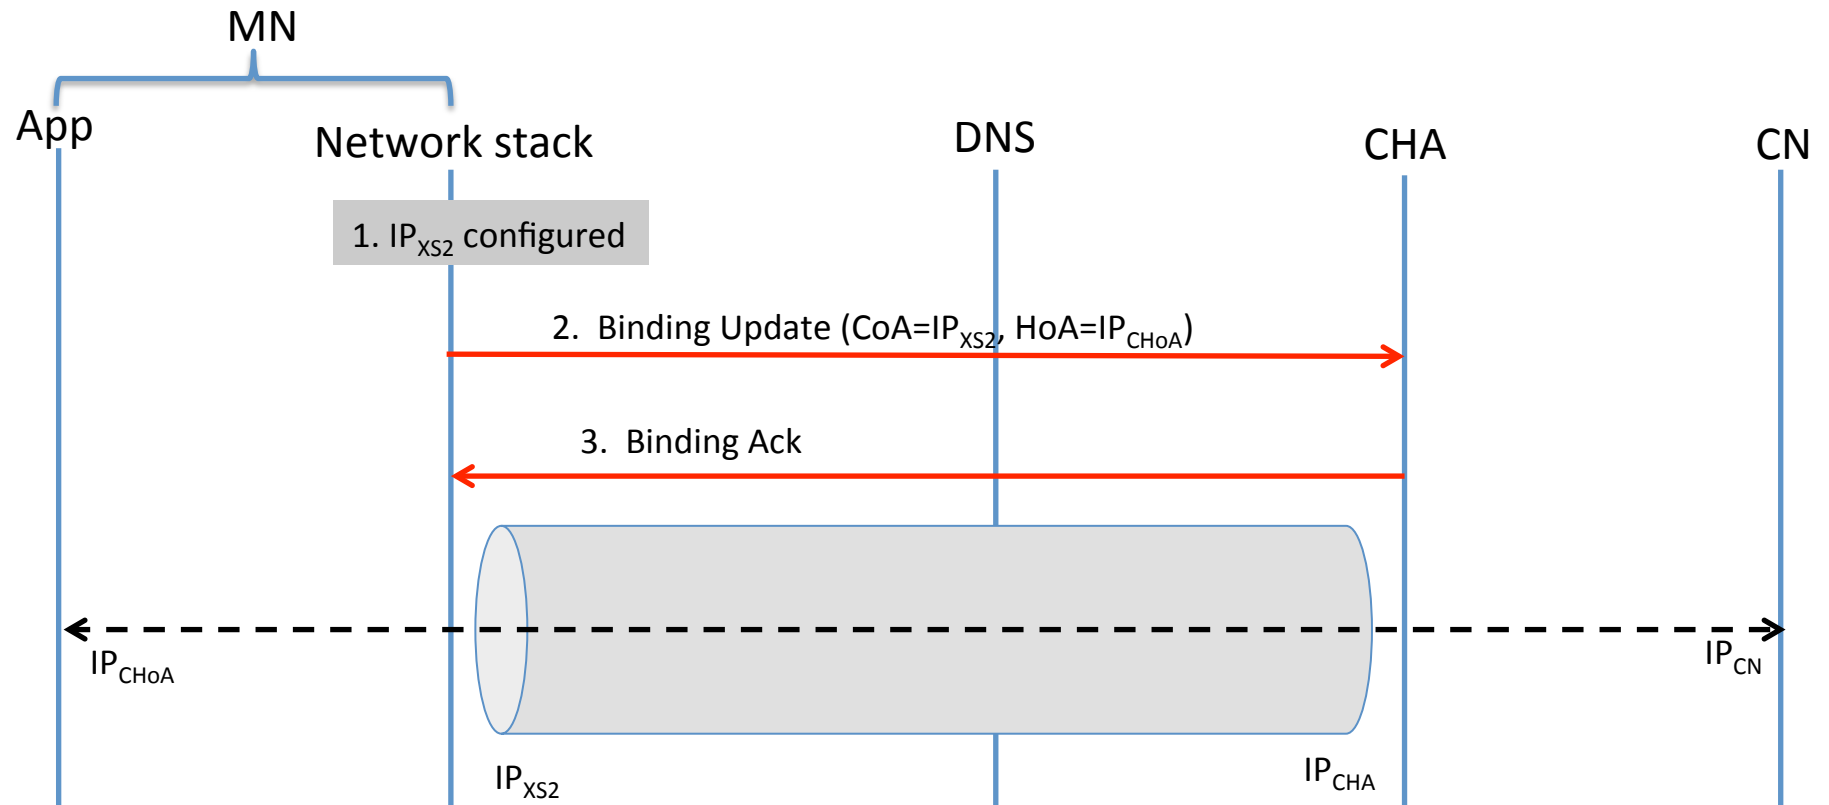 MN
App
Network stack
DNS
CHA
CN
1. IPXS2 configured
2. Binding Update (CoA=IPXS2, HoA=IPCHoA)
3. Binding Ack
IPCHoA
IPCN
IPXS2
IPCHA